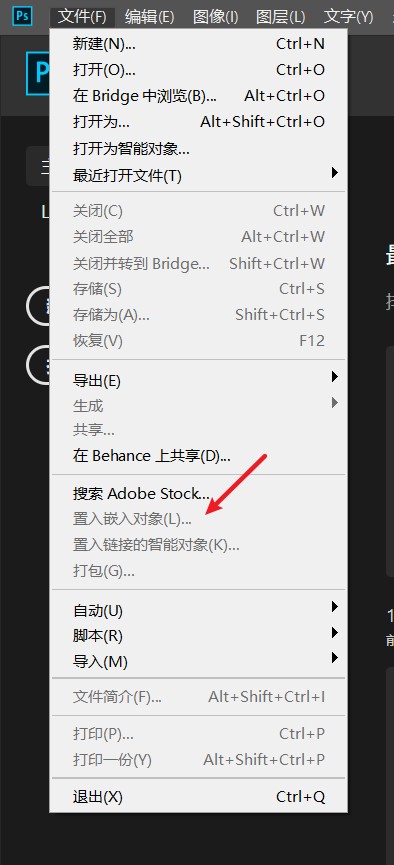 Ps 文件(F) 编辑(E) 图像(I) 图层(L) 文字(Y)
新建(N)... Ctrl+N
打开(O)... Ctrl+O
在 Bridge 中浏览(B)... Alt+Ctrl+O
打开为... Alt+Shift+Ctrl+O
打开为智能对象...
最近打开文件(T)
关闭(C) Ctrl+W
关闭全部 Alt+Ctrl+W
关闭并转到 Bridge... Shift+Ctrl+W
存储(S) Ctrl+S
存储为(A)... Shift+Ctrl+S
恢复(V) F12
导出(E)
生成
共享...
在 Behance 上共享(D)...
搜索 Adobe Stock...
置入嵌入对象(L)...
置入链接的智能对象(K)...
打包(G)...
自动(U)
脚本(R)
导入(M)
文件简介(F)... Alt+Shift+Ctrl+I
打印(P)... Ctrl+P
打印一份(Y) Alt+Shift+Ctrl+P
退出(X) Ctrl+Q